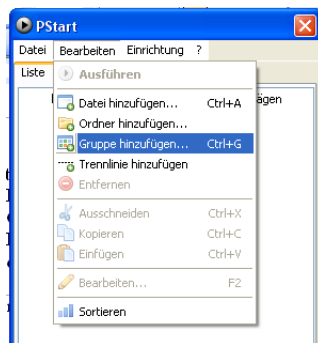 PStart
Datei Bearbeiten Einrichtung ?
Liste
Ausführen
Datei hinzufügen... Ctrl+A
Ordner hinzufügen...
Gruppe hinzufügen... Ctrl+G
Trennlinie hinzufügen
Entfernen
Ausschneiden Ctrl+X
Kopieren Ctrl+C
Einfügen Ctrl+V
Bearbeiten... F2
Sortieren